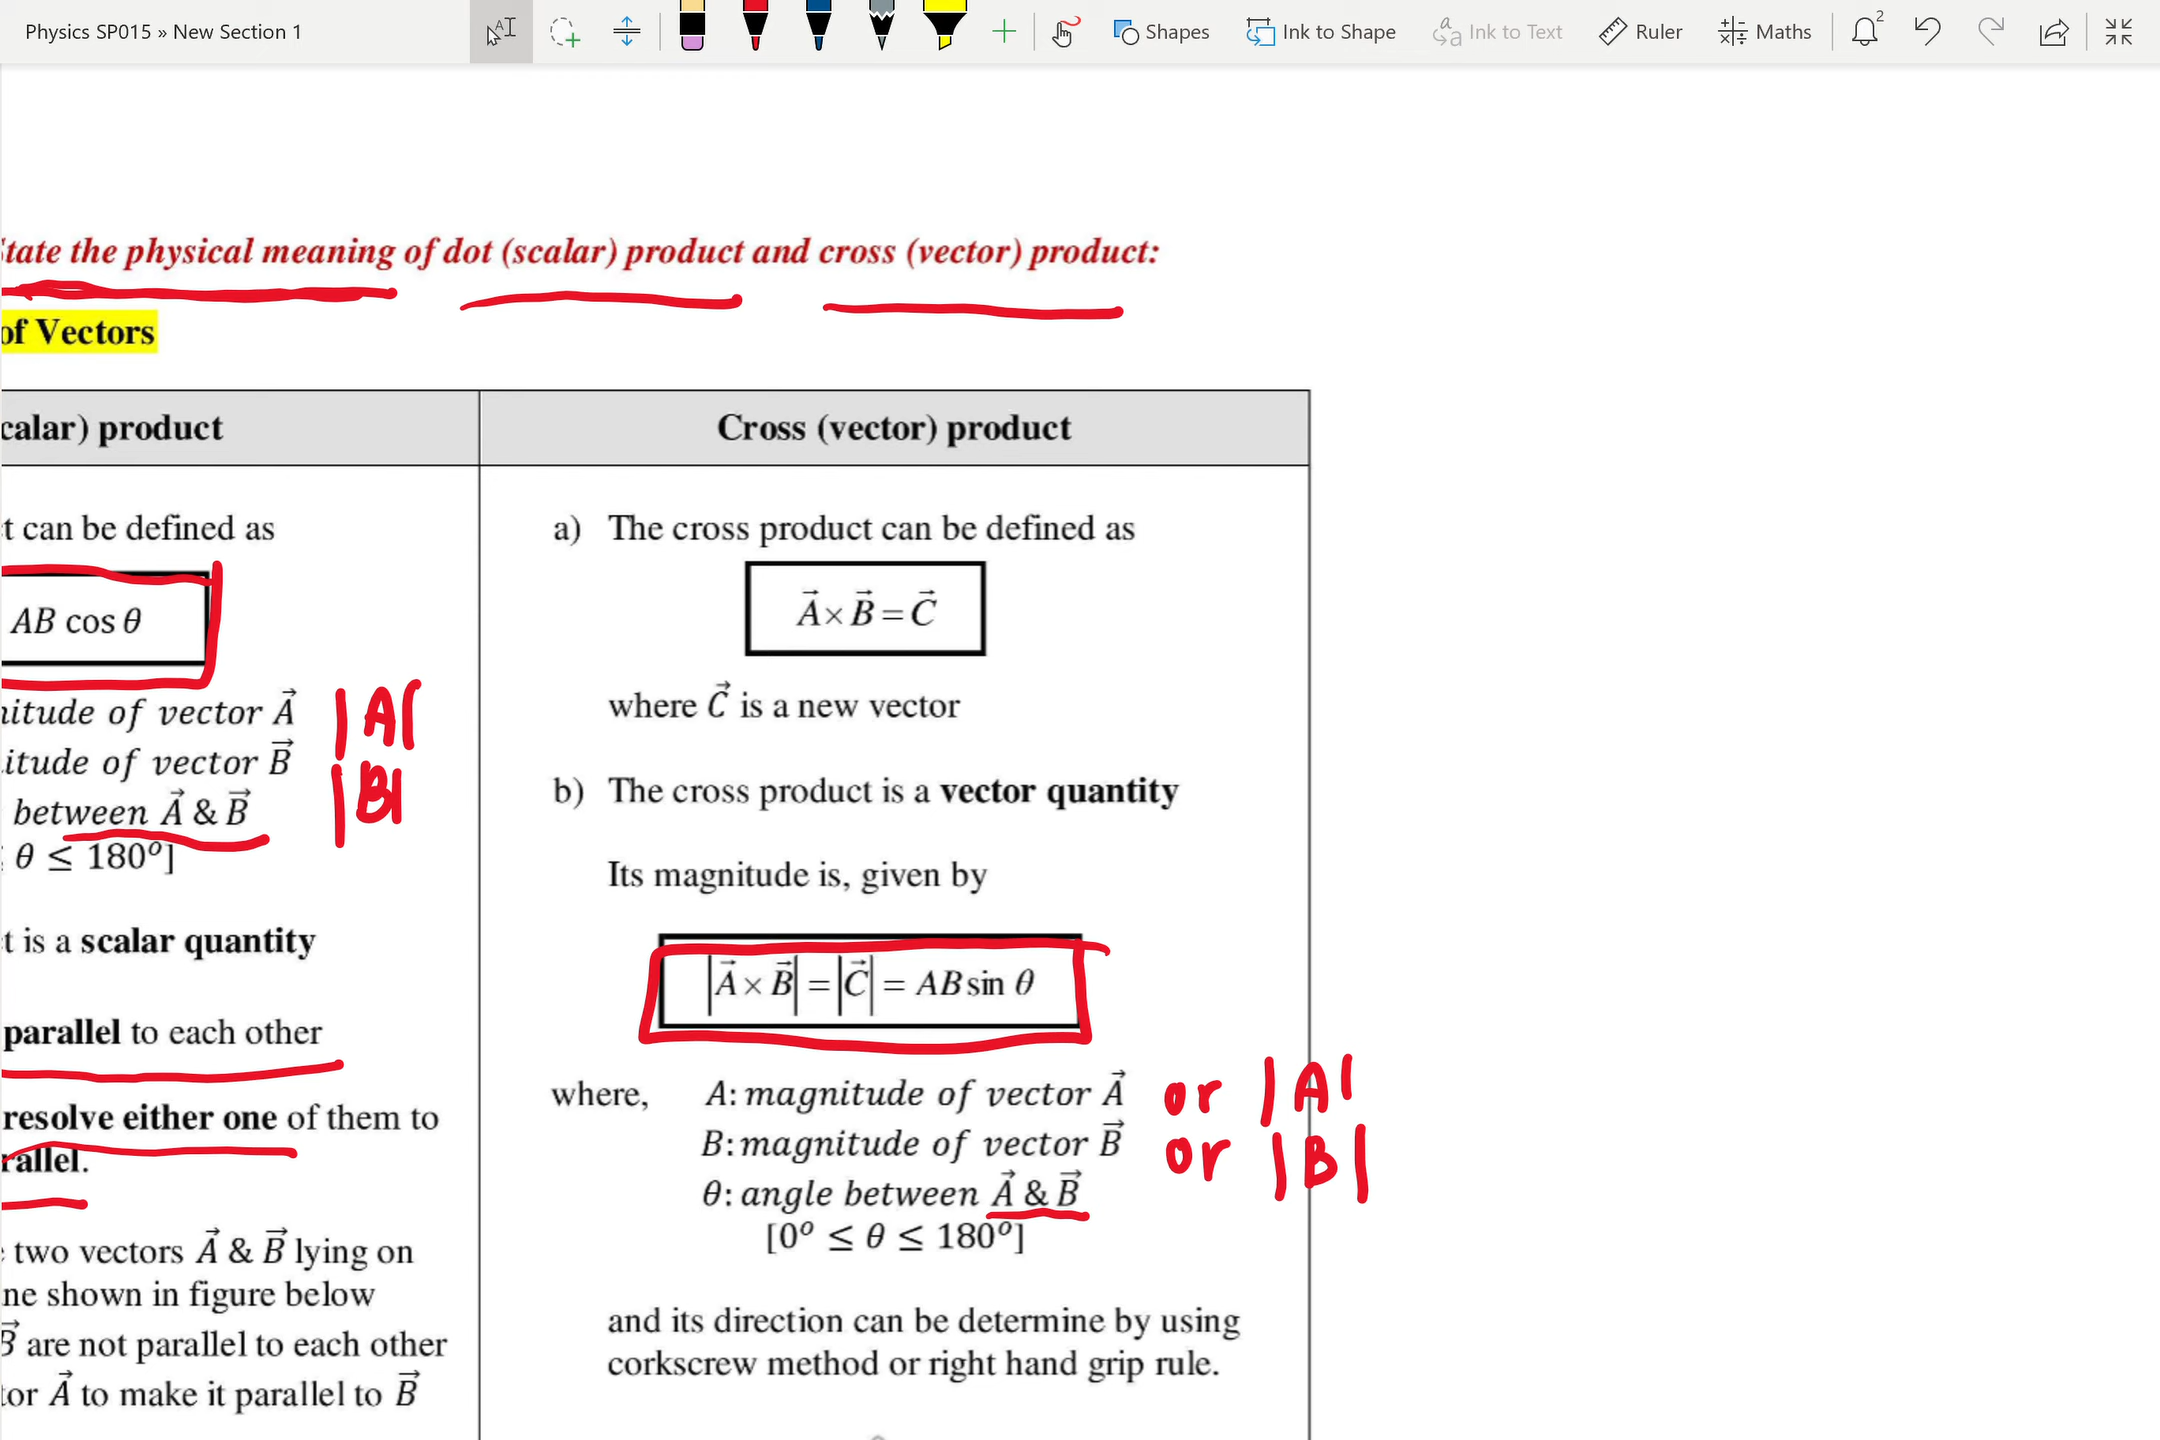 Physics SP015 » New Section 1
Shapes
Ink to Shape
Ink to Text
Ruler
Maths
2
tate the physical meaning of dot (scalar) product and cross (vector) product:
of Vectors
calar) product
t can be defined as
AB cos θ
itude of vector A⃗ |A|
itude of vector B⃗ |B|
between A⃗ & B⃗
θ ≤ 180º]
t is a scalar quantity
parallel to each other
resolve either one of them to
rallel.
two vectors A⃗ & B⃗ lying on
ne shown in figure below
B⃗ are not parallel to each other
tor A⃗ to make it parallel to B⃗
Cross (vector) product
a) The cross product can be defined as
A⃗ × B⃗ = C⃗
where C⃗ is a new vector
b) The cross product is a vector quantity
Its magnitude is, given by
|A⃗ × B⃗| = |C⃗| = AB sin θ
where, A: magnitude of vector A⃗ or |A|
B: magnitude of vector B⃗ or |B|
θ: angle between A⃗ & B⃗
[0º ≤ θ ≤ 180º]
and its direction can be determine by using
corkscrew method or right hand grip rule.